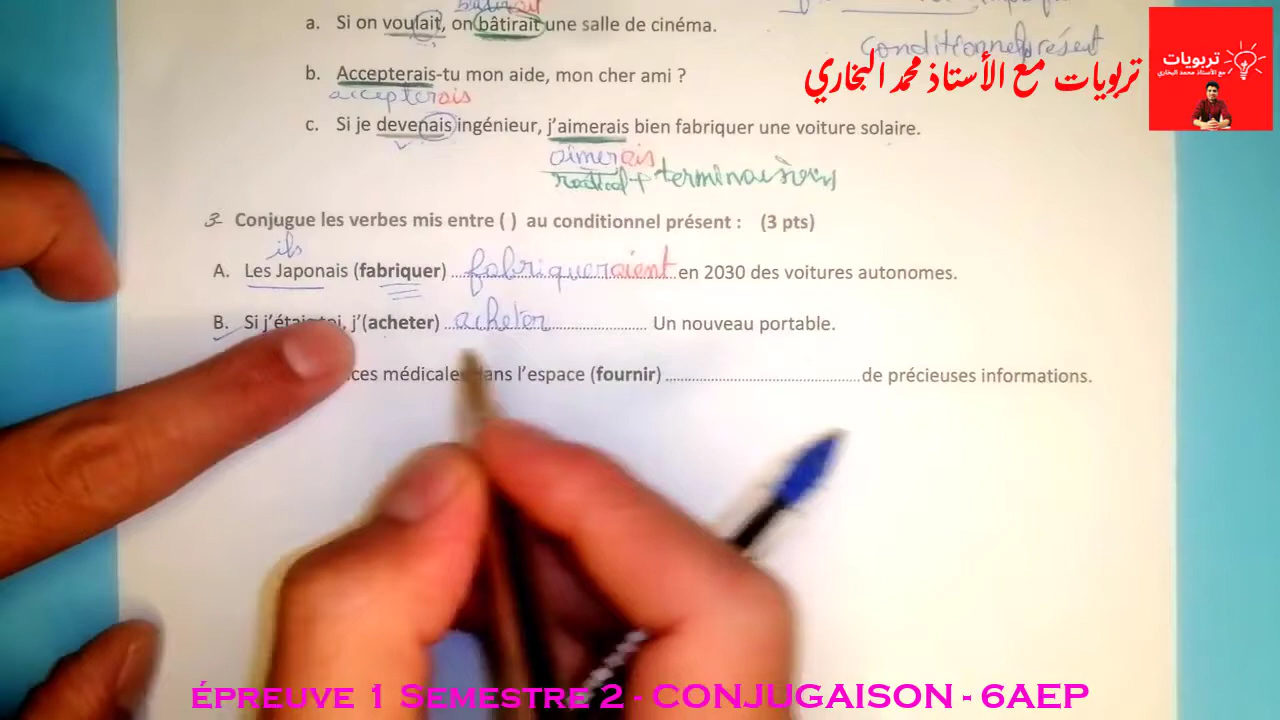 a. Si on voulait, on bâtirait une salle de cinéma.
conditionnel présent
b. Accepterais-tu mon aide, mon cher ami ?
accepterais
تربويات مع الأستاذ محمد البخاري
تربويات
مع الأستاذ محمد البخاري
c. Si je devenais ingénieur, j'aimerais bien fabriquer une voiture solaire.
aimerais
radical + terminaisons
3 Conjugue les verbes mis entre ( ) au conditionnel présent : (3 pts)
ils
A. Les Japonais (fabriquer) fabriqueraient en 2030 des voitures autonomes.
B. Si j'étais toi, j'(acheter) acheter Un nouveau portable.
ces médicales dans l'espace (fournir) de précieuses informations.
épreuve 1 Semestre 2 - CONJUGAISON - 6AEP